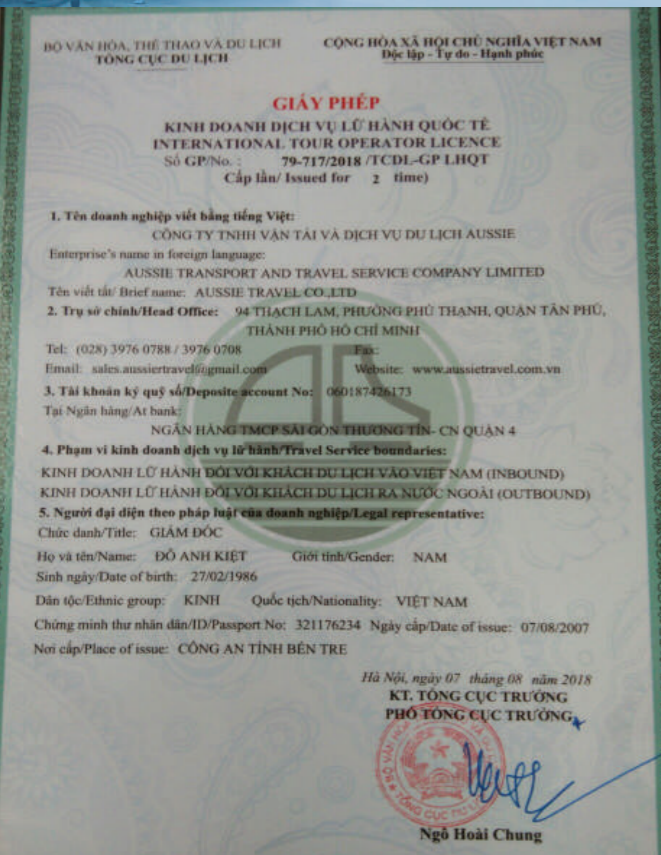 BỘ VĂN HÓA, THỂ THAO VÀ DU LỊCH
TỔNG CỤC DU LỊCH
CỘNG HÒA XÃ HỘI CHỦ NGHĨA VIỆT NAM
Độc lập - Tự do - Hạnh phúc
GIẤY PHÉP
KINH DOANH DỊCH VỤ LỮ HÀNH QUỐC TẾ
INTERNATIONAL TOUR OPERATOR LICENCE
Số GP/No. : 79-717/2018 /TCDL-GP LHQT
Cấp lần/ Issued for 2 time)
1. Tên doanh nghiệp viết bằng tiếng Việt:
CÔNG TY TNHH VẬN TẢI VÀ DỊCH VỤ DU LỊCH AUSSIE
Enterprise's name in foreign language:
AUSSIE TRANSPORT AND TRAVEL SERVICE COMPANY LIMITED
Tên viết tắt/ Brief name: AUSSIE TRAVEL CO.,LTD
2. Trụ sở chính/Head Office: 94 THẠCH LAM, PHƯỜNG PHÚ THẠNH, QUẬN TÂN PHÚ,
THÀNH PHỐ HỒ CHÍ MINH
Tel: (028) 3976 0788 / 3976 0708 Fax:
Email: sales.aussiertravel@gmail.com Website: www.aussietravel.com.vn
3. Tài khoản ký quỹ số/Deposite account No: 060187426173
Tại Ngân hàng/At bank:
NGÂN HÀNG TMCP SÀI GÒN THƯƠNG TÍN- CN QUẬN 4
4. Phạm vi kinh doanh dịch vụ lữ hành/Travel Service boundaries:
KINH DOANH LỮ HÀNH ĐỐI VỚI KHÁCH DU LỊCH VÀO VIỆT NAM (INBOUND)
KINH DOANH LỮ HÀNH ĐỐI VỚI KHÁCH DU LỊCH RA NƯỚC NGOÀI (OUTBOUND)
5. Người đại diện theo pháp luật của doanh nghiệp/Legal representative:
Chức danh/Title: GIÁM ĐỐC
Họ và tên/Name: ĐỖ ANH KIỆT Giới tính/Gender: NAM
Sinh ngày/Date of birth: 27/02/1986
Dân tộc/Ethnic group: KINH Quốc tịch/Nationality: VIỆT NAM
Chứng minh thư nhân dân/ID/Passport No: 321176234 Ngày cấp/Date of issue: 07/08/2007
Nơi cấp/Place of issue: CÔNG AN TỈNH BẾN TRE
Hà Nội, ngày 07 tháng 08 năm 2018
KT. TỔNG CỤC TRƯỞNG
PHÓ TỔNG CỤC TRƯỞNG
TỔNG CỤC DU
Ngô Hoài Chung